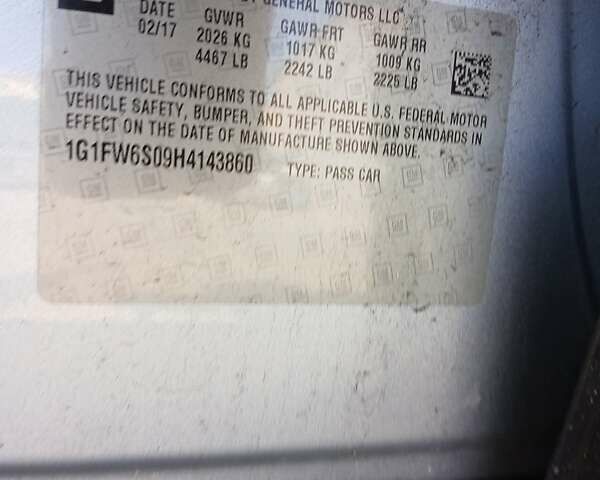 GENERAL MOTORS LLC
DATE GVWR GAWR FRT GAWR RR
02/17 2026 KG 1017 KG 1009 KG
4467 LB 2242 LB 2225 LB
THIS VEHICLE CONFORMS TO ALL APPLICABLE U.S. FEDERAL MOTOR
VEHICLE SAFETY, BUMPER, AND THEFT PREVENTION STANDARDS IN
EFFECT ON THE DATE OF MANUFACTURE SHOWN ABOVE.
1G1FW6S09H4143860 TYPE: PASS CAR